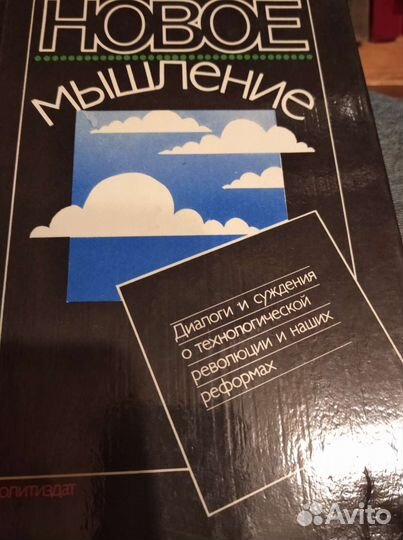 НОВОЕ
мышление
Диалоги и суждения
о технологической
революции и наших
реформах
ОЛИТИЗДАТ
Avito